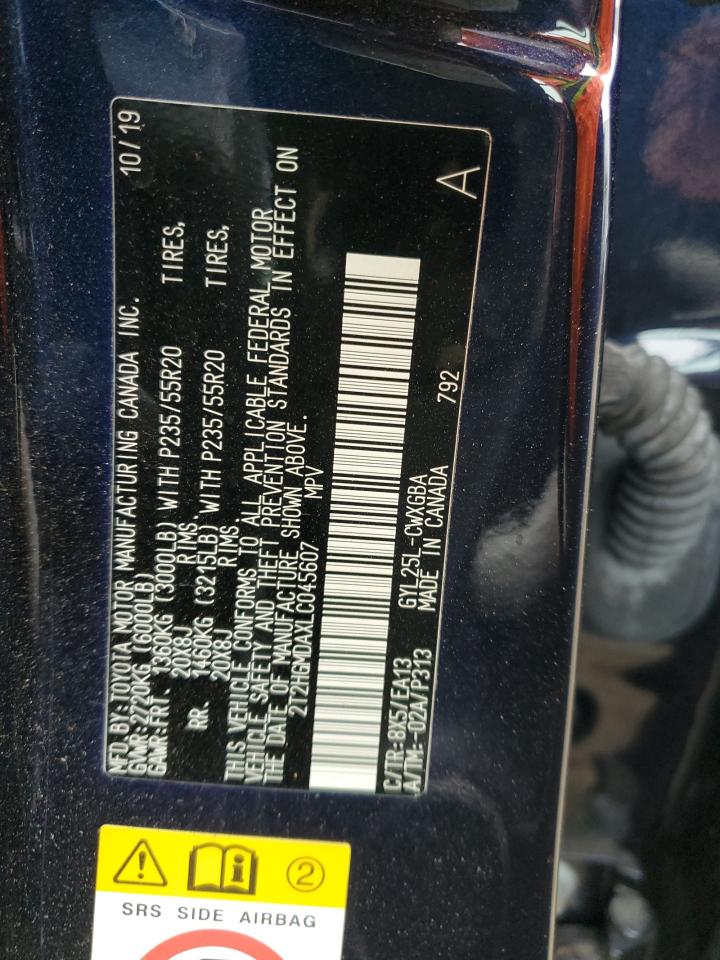 MFD. BY:TOYOTA MOTOR MANUFACTURING CANADA INC. 10/19
GVWR:2720KG (6000LB)
GAWR:FRT. 1360KG (3000LB) WITH P235/55R20 TIRES,
20X8J RIMS.
RR. 1460KG (3215LB) WITH P235/55R20 TIRES,
20X8J RIMS.
THIS VEHICLE CONFORMS TO ALL APPLICABLE FEDERAL MOTOR
VEHICLE SAFETY AND THEFT PREVENTION STANDARDS IN EFFECT ON
THE DATE OF MANUFACTURE SHOWN ABOVE.
2T2HGMDAXLC045607 MPV
C/TR:8X5/EA13 GYL25L-CWXGBA 792 A
A/TM:-02A/P313 MADE IN CANADA
2
SRS SIDE AIRBAG